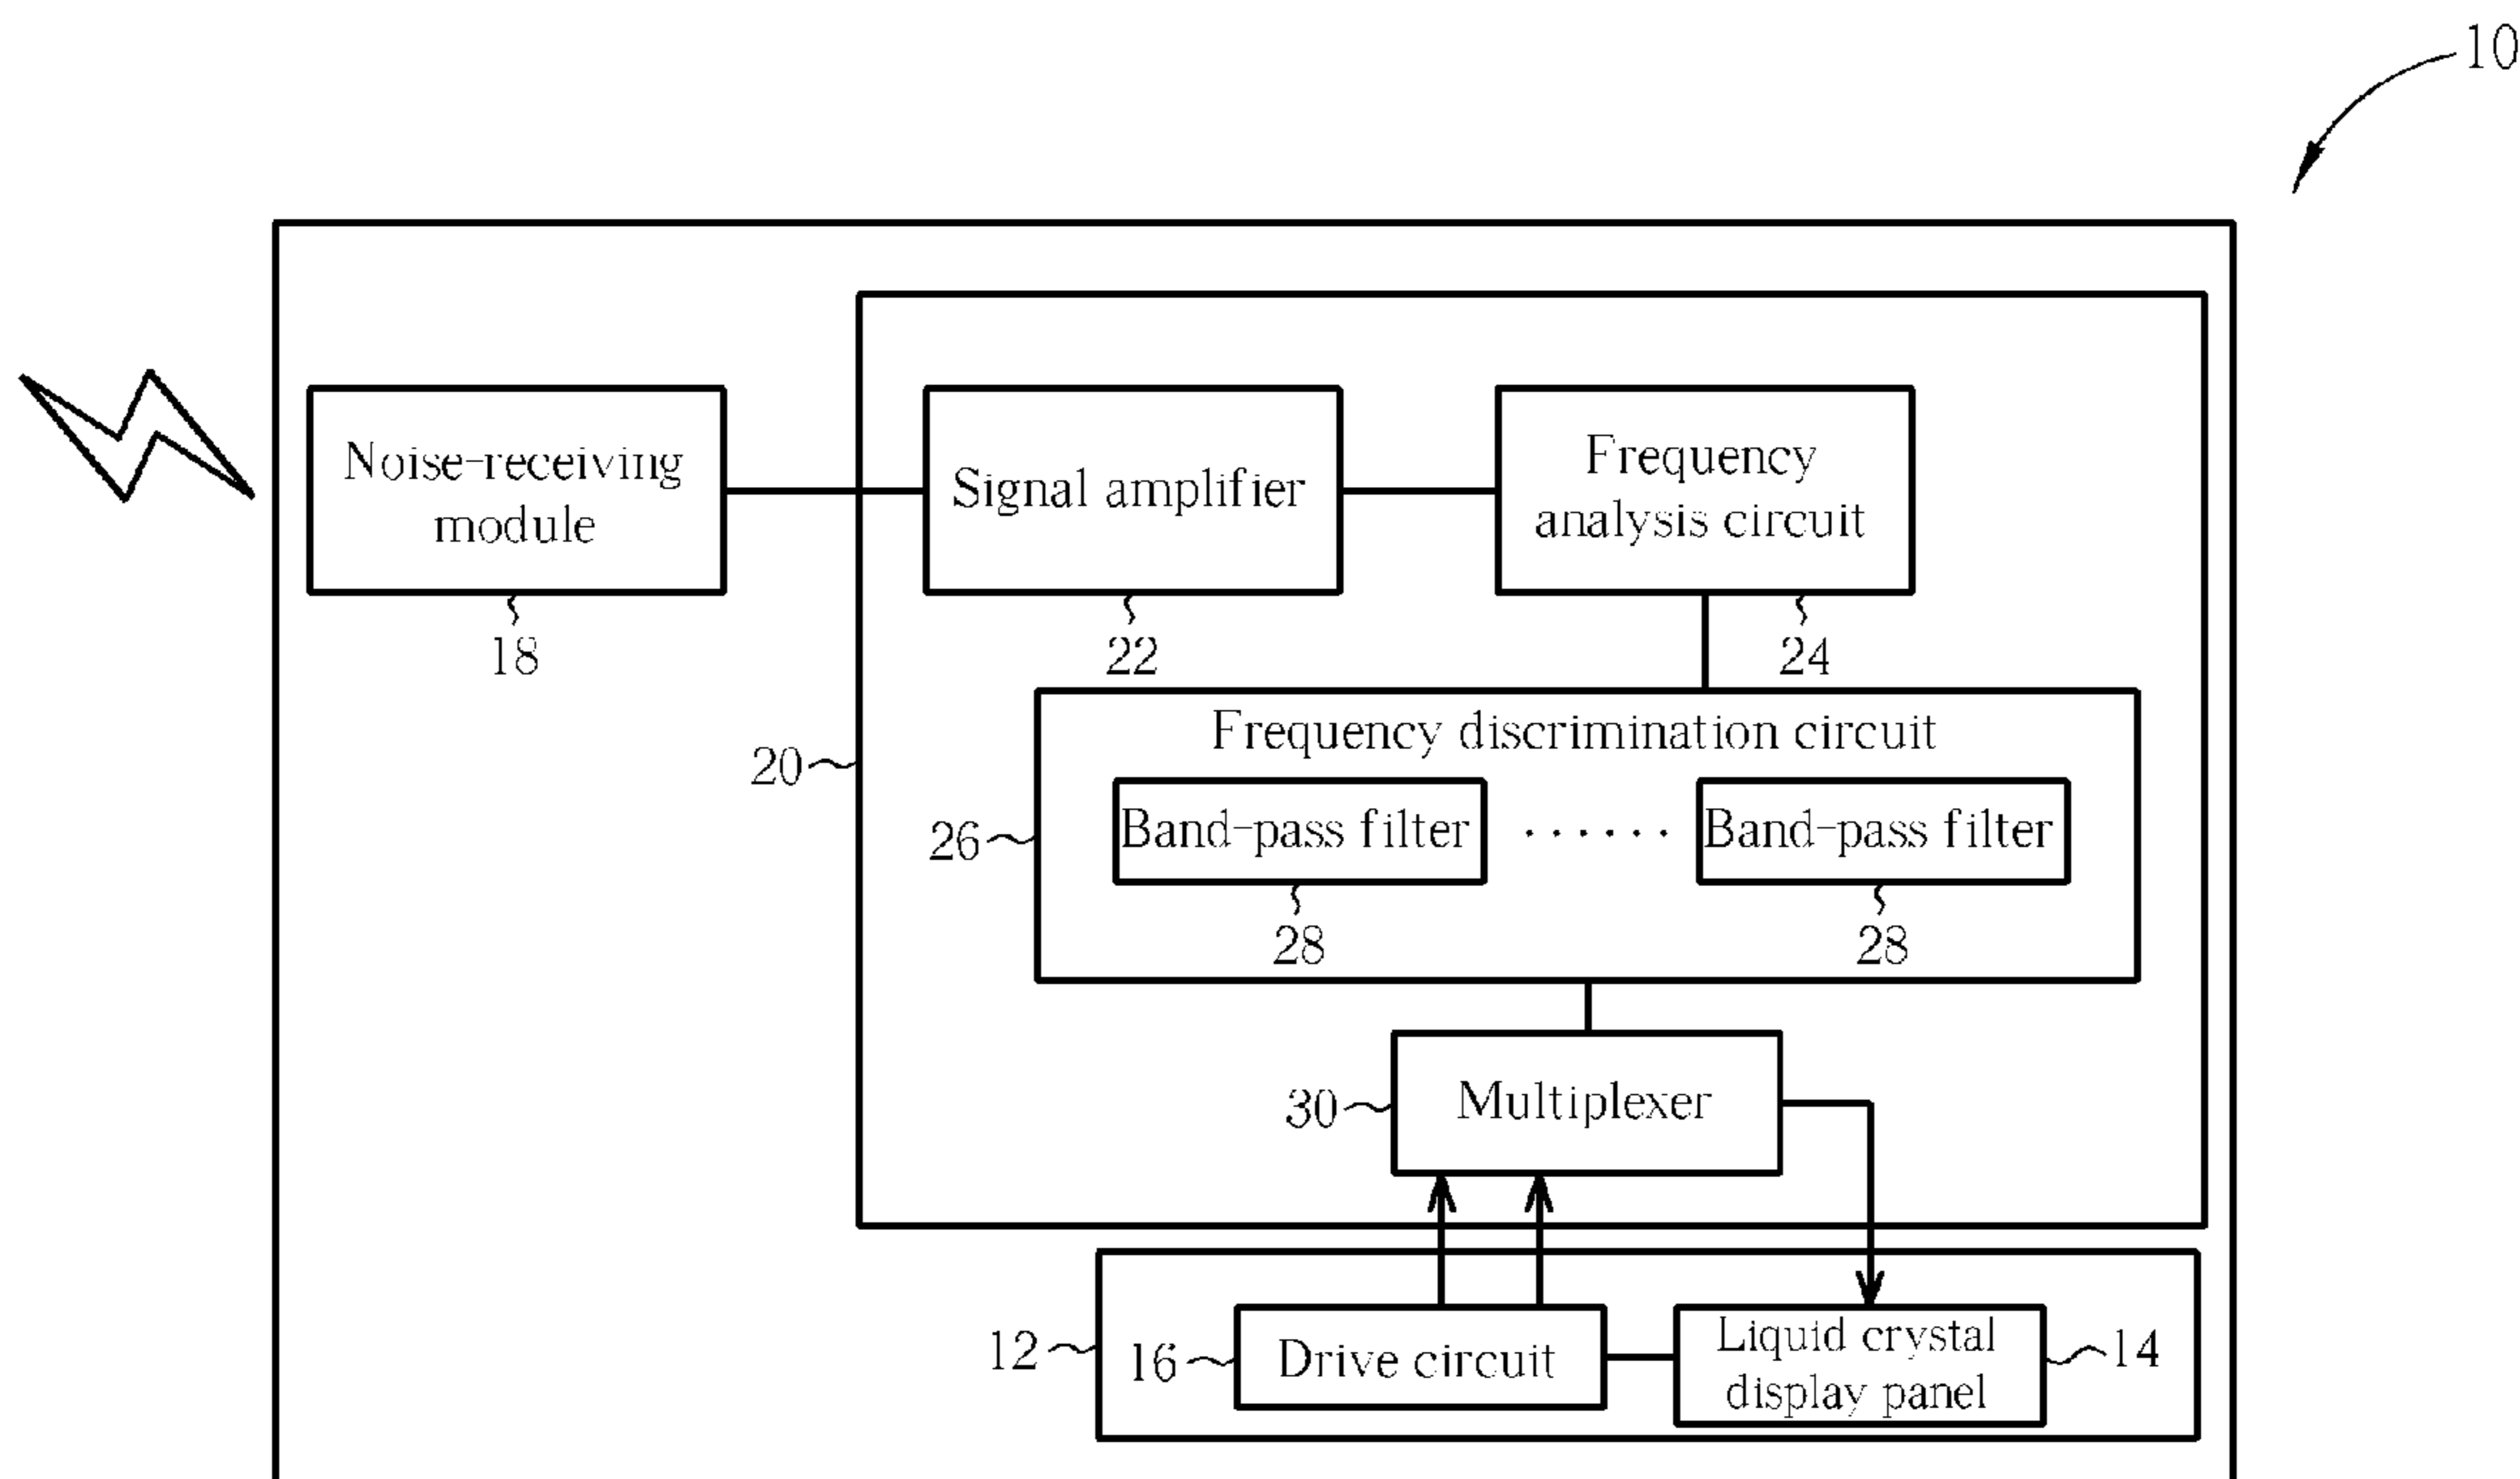 10
Noise-receiving
module
18
Signal amplifier
22
Frequency
analysis circuit
24
20
Frequency discrimination circuit
26
Band-pass filter
......
Band-pass filter
28
28
30
Multiplexer
12
16
Drive circuit
Liquid crystal
display panel
14